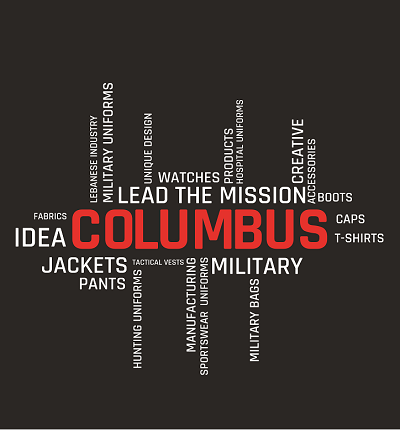 LEBANESE INDUSTRY
MILITARY UNIFORMS
UNIQUE DESIGN
PRODUCTS
HOSPITAL UNIFORMS
CREATIVE
ACCESSORIES
WATCHES
LEAD THE MISSION
BOOTS
FABRICS
COLUMBUS
CAPS
IDEA
T-SHIRTS
JACKETS
TACTICAL VESTS
MILITARY
PANTS
HUNTING UNIFORMS
MANUFACTURING
SPORTSWEAR UNIFORMS
MILITARY BAGS